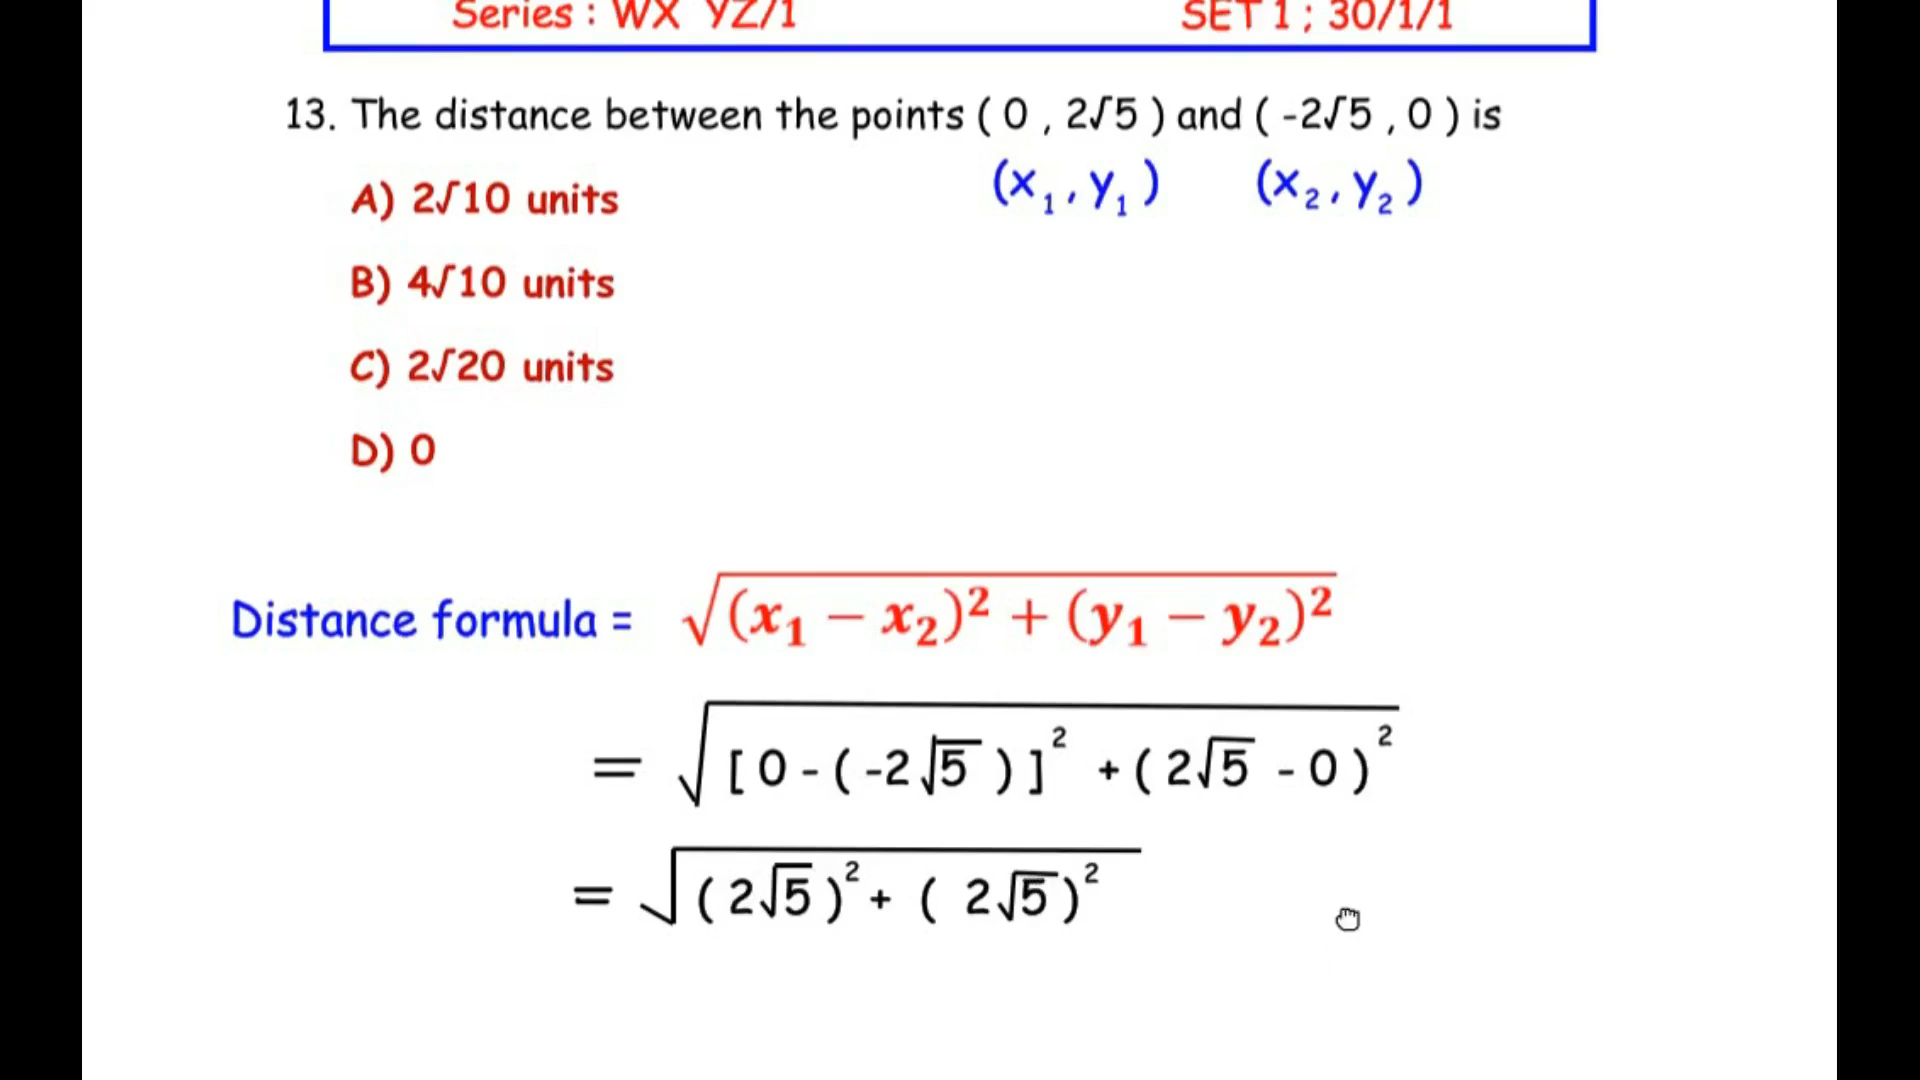 Series : WX YZ/1 SET 1 ; 30/1/1
13. The distance between the points ( 0 , 2√5 ) and ( -2√5 , 0 ) is
(x₁ , y₁ ) (x₂ , y₂ )
A) 2√10 units
B) 4√10 units
C) 2√20 units
D) 0
Distance formula = √(x₁ − x₂)² + (y₁ − y₂)²
= √[ 0 - ( -2√5 ) ]² + ( 2√5 - 0 )²
= √( 2√5 )² + ( 2√5 )²